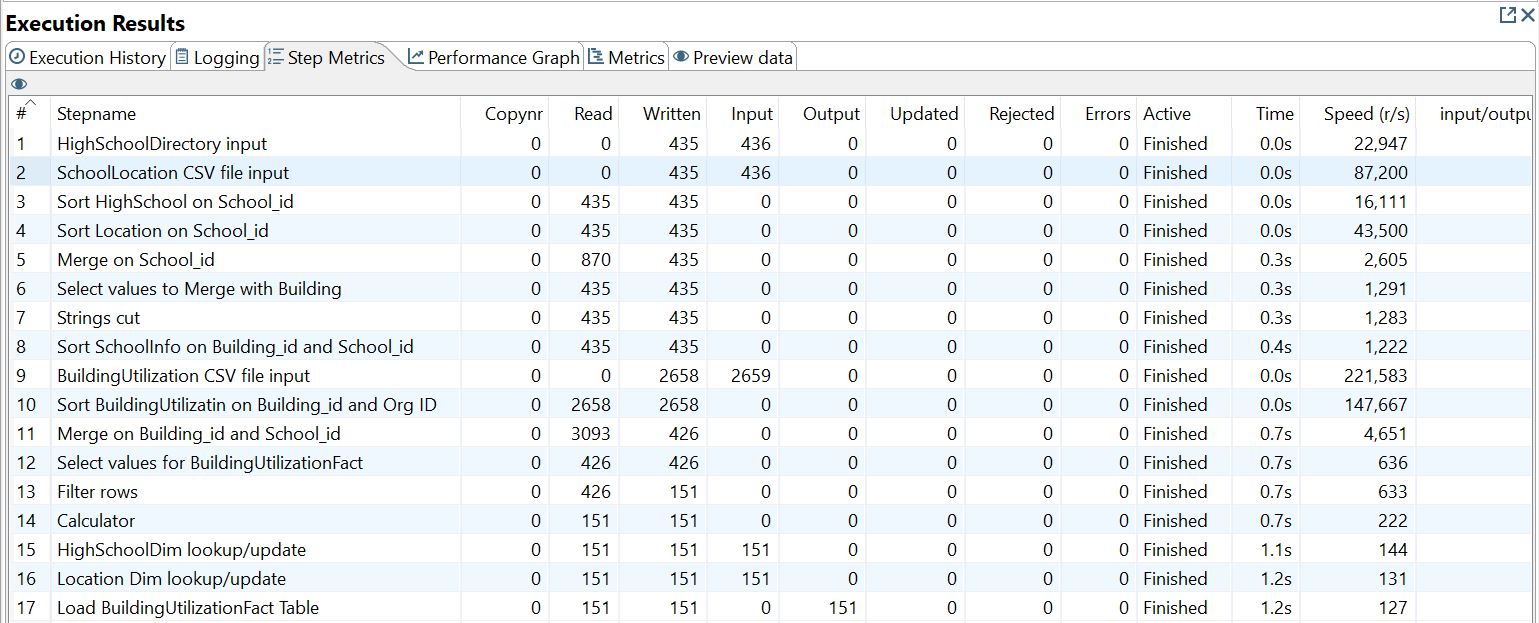 Execution Results
Execution History Logging Step Metrics Performance Graph Metrics Preview data
# Stepname Copynr Read Written Input Output Updated Rejected Errors Active Time Speed (r/s) input/outpu
1 HighSchoolDirectory input 0 0 435 436 0 0 0 0 Finished 0.0s 22,947
2 SchoolLocation CSV file input 0 0 435 436 0 0 0 0 Finished 0.0s 87,200
3 Sort HighSchool on School_id 0 435 435 0 0 0 0 0 Finished 0.0s 16,111
4 Sort Location on School_id 0 435 435 0 0 0 0 0 Finished 0.0s 43,500
5 Merge on School_id 0 870 435 0 0 0 0 0 Finished 0.3s 2,605
6 Select values to Merge with Building 0 435 435 0 0 0 0 0 Finished 0.3s 1,291
7 Strings cut 0 435 435 0 0 0 0 0 Finished 0.3s 1,283
8 Sort SchoolInfo on Building_id and School_id 0 435 435 0 0 0 0 0 Finished 0.4s 1,222
9 BuildingUtilization CSV file input 0 0 2658 2659 0 0 0 0 Finished 0.0s 221,583
10 Sort BuildingUtilizatin on Building_id and Org ID 0 2658 2658 0 0 0 0 0 Finished 0.0s 147,667
11 Merge on Building_id and School_id 0 3093 426 0 0 0 0 0 Finished 0.7s 4,651
12 Select values for BuildingUtilizationFact 0 426 426 0 0 0 0 0 Finished 0.7s 636
13 Filter rows 0 426 151 0 0 0 0 0 Finished 0.7s 633
14 Calculator 0 151 151 0 0 0 0 0 Finished 0.7s 222
15 HighSchoolDim lookup/update 0 151 151 151 0 0 0 0 Finished 1.1s 144
16 Location Dim lookup/update 0 151 151 151 0 0 0 0 Finished 1.2s 131
17 Load BuildingUtilizationFact Table 0 151 151 0 151 0 0 0 Finished 1.2s 127